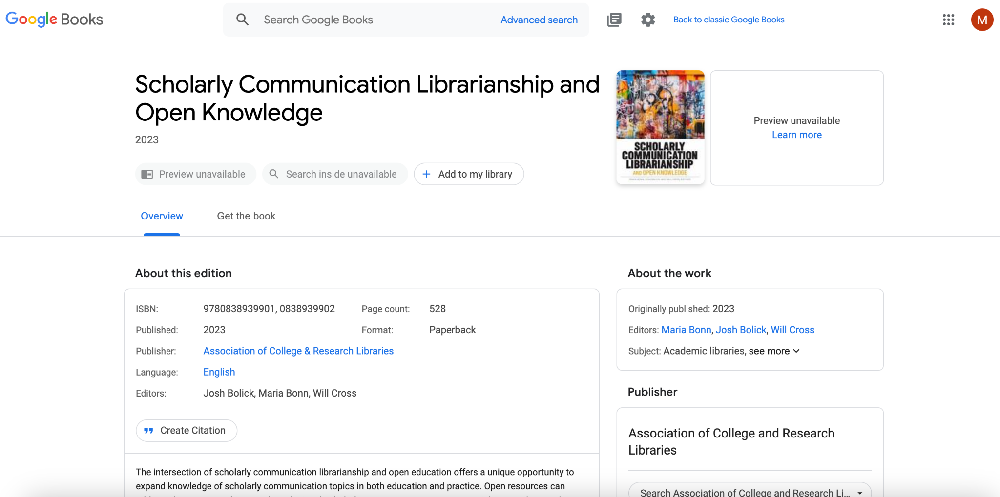 Google Books
Search Google Books
Advanced search
Back to classic Google Books
M
Scholarly Communication Librarianship and
Open Knowledge
2023
Preview unavailable
Search inside unavailable
Add to my library
SCHOLARLY
COMMUNICATION
LIBRARIANSHIP
AND OPEN KNOWLEDGE
Preview unavailable
Learn more
Overview
Get the book
About this edition
ISBN: 9780838939901, 0838939902 Page count: 528
Published: 2023 Format: Paperback
Publisher: Association of College & Research Libraries
Language: English
Editors: Josh Bolick, Maria Bonn, Will Cross
Create Citation
The intersection of scholarly communication librarianship and open education offers a unique opportunity to
expand knowledge of scholarly communication topics in both education and practice. Open resources can
About the work
Originally published: 2023
Editors: Maria Bonn, Josh Bolick, Will Cross
Subject: Academic libraries, see more
Publisher
Association of College and Research
Libraries
Search Association of College and Research Li...